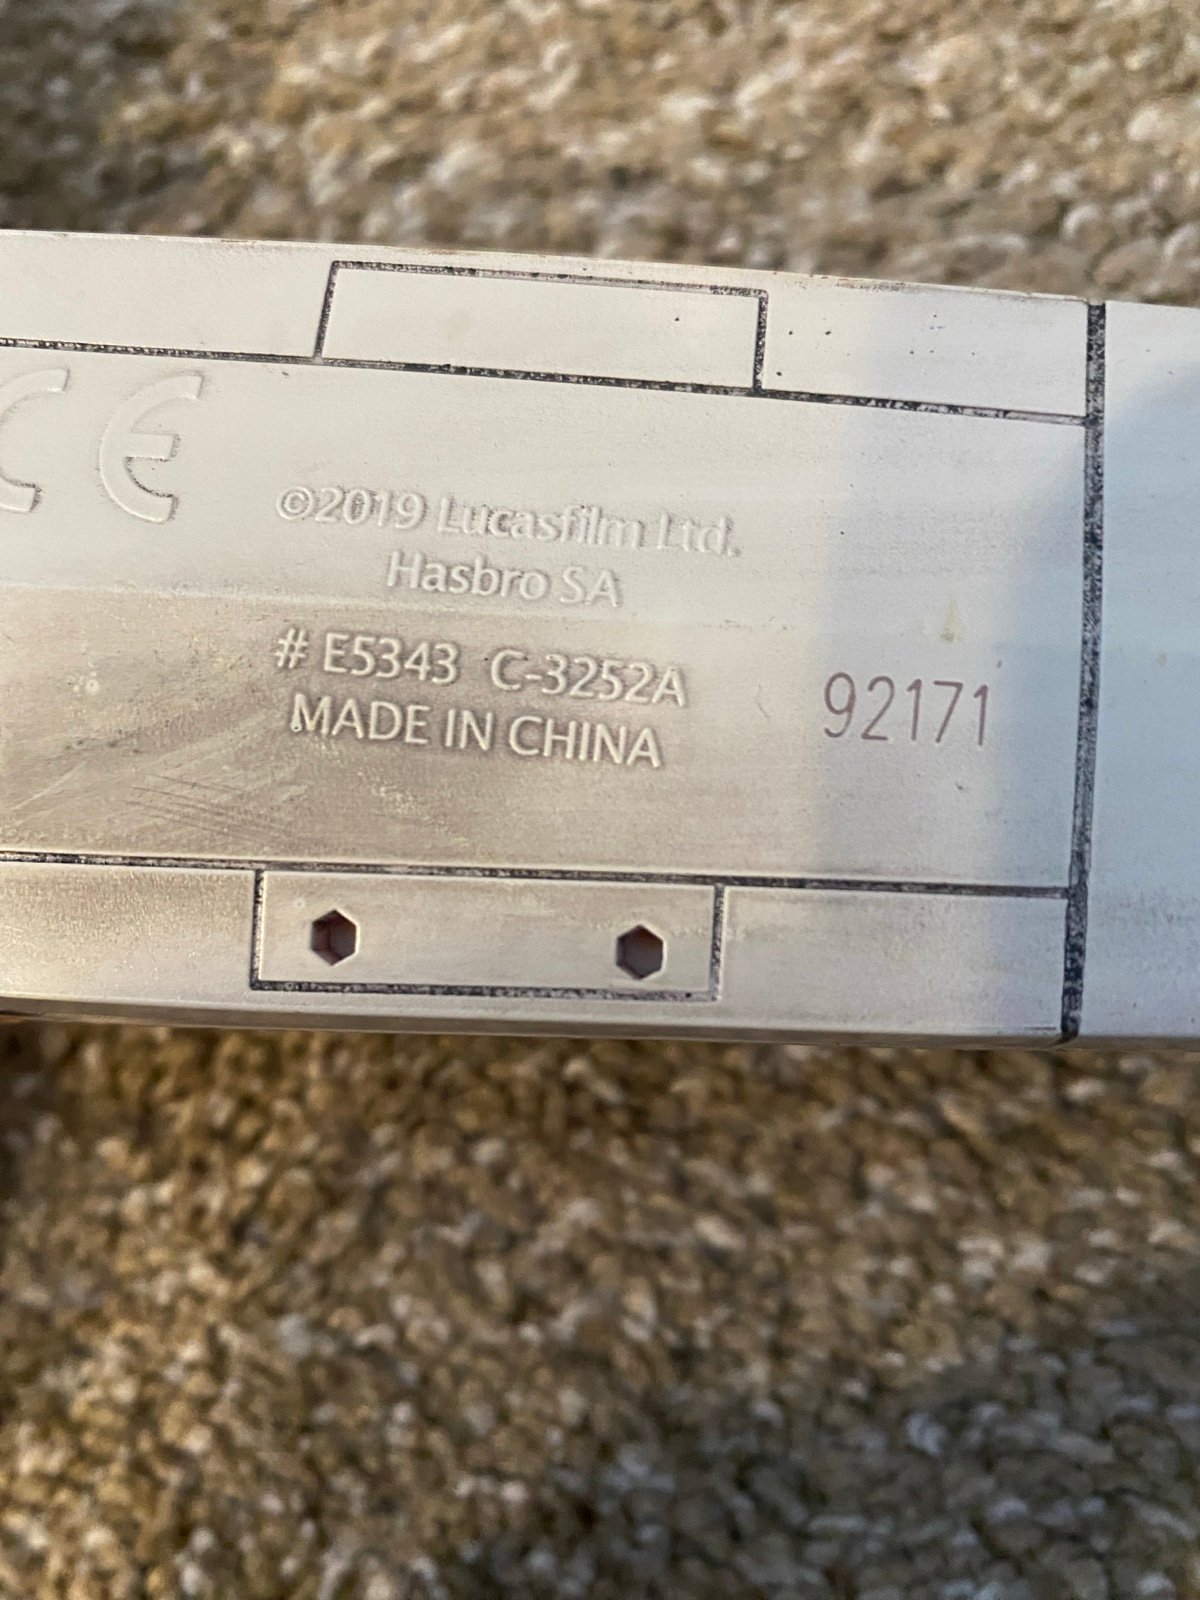 CE
©2019 Lucasfilm Ltd.
Hasbro SA
# E5343 C-3252A
MADE IN CHINA
92171